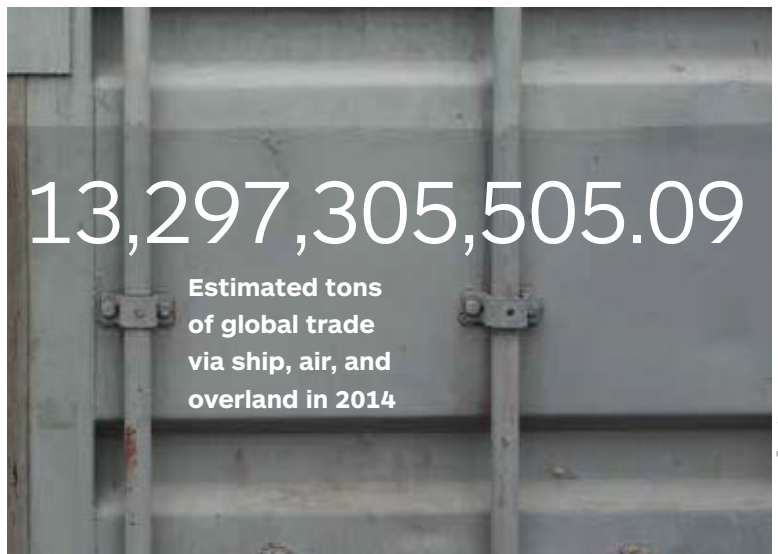 13,297,305,505.09
Estimated tons
of global trade
via ship, air, and
overland in 2014